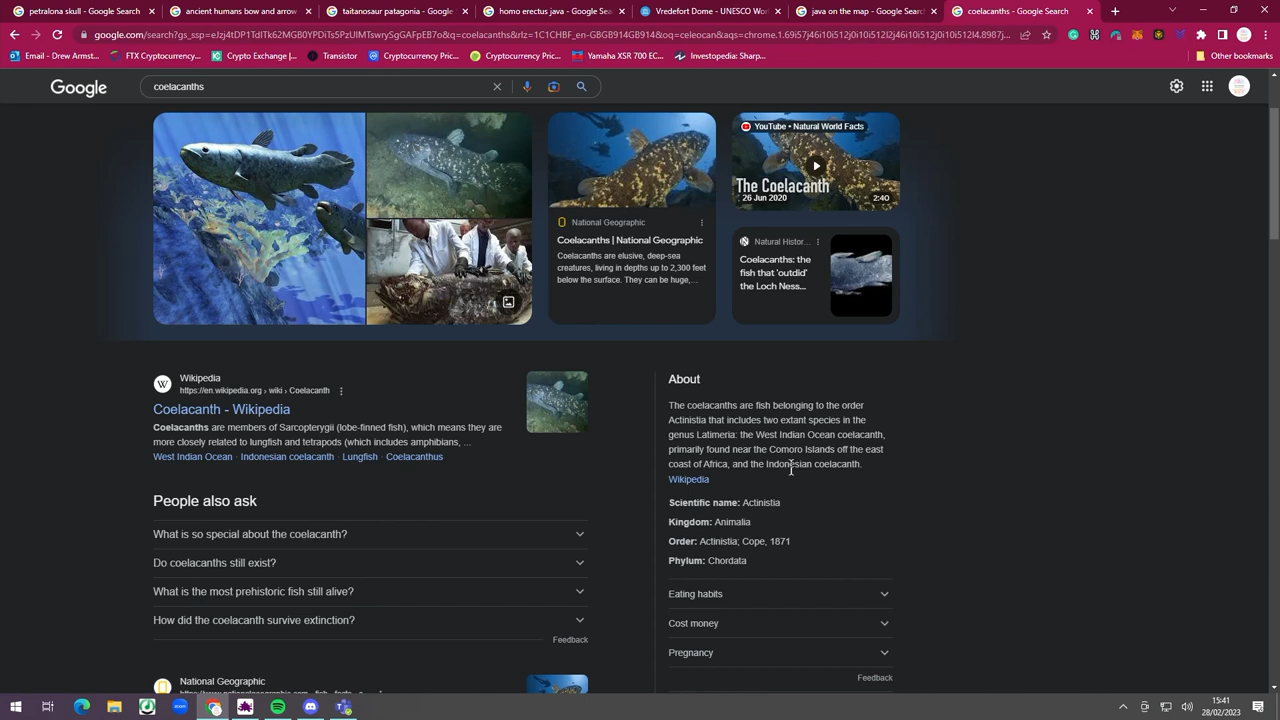 petralona skull - Google Search
ancient humans bow and arrow
taitanosaur patagonia - Google S
homo erectus java - Google Sear
Vredefort Dome - UNESCO Wo
java on the map - Google Search
coelacanths - Google Search
Email – Drew Armst...
FTX Cryptocurrency...
Crypto Exchange |...
Transistor
Cryptocurrency Pric...
Cryptocurrency Pric...
Yamaha XSR 700 EC...
Investopedia: Sharp...
Other bookmarks
Google
coelacanths
YouTube • Natural World Facts
The Coelacanth
26 Jun 2020
2:40
National Geographic
Coelacanths | National Geographic
Coelacanths are elusive, deep-sea
creatures, living in depths up to 2,300 feet
below the surface. They can be huge,...
Natural Histor...
Coelacanths: the
fish that 'outdid'
the Loch Ness...
Wikipedia
https://en.wikipedia.org › wiki › Coelacanth
Coelacanth - Wikipedia
Coelacanths are members of Sarcopterygii (lobe-finned fish), which means they are
more closely related to lungfish and tetrapods (which includes amphibians, ...
West Indian Ocean · Indonesian coelacanth · Lungfish · Coelacanthus
People also ask
What is so special about the coelacanth?
Do coelacanths still exist?
What is the most prehistoric fish still alive?
How did the coelacanth survive extinction?
Feedback
National Geographic
About
The coelacanths are fish belonging to the order
Actinistia that includes two extant species in the
genus Latimeria: the West Indian Ocean coelacanth,
primarily found near the Comoro Islands off the east
coast of Africa, and the Indonesian coelacanth.
Wikipedia
Scientific name: Actinistia
Kingdom: Animalia
Order: Actinistia; Cope, 1871
Phylum: Chordata
Eating habits
Cost money
Pregnancy
Feedback
zoom
15:41
28/02/2023